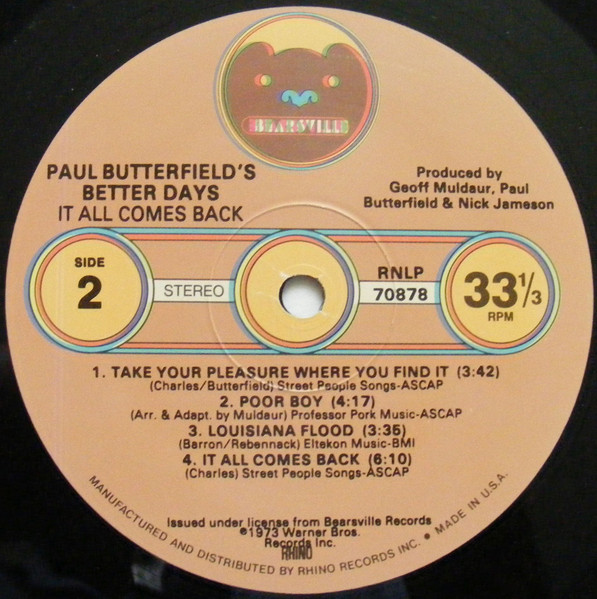 BEARSVILLE
PAUL BUTTERFIELD'S
BETTER DAYS
IT ALL COMES BACK
Produced by
Geoff Muldaur, Paul
Butterfield & Nick Jameson
SIDE
2
STEREO
RNLP
70878
33 1/3
RPM
1. TAKE YOUR PLEASURE WHERE YOU FIND IT (3:42)
(Charles/Butterfield) Street People Songs-ASCAP
2. POOR BOY (4:17)
(Arr. & Adapt. by Muldaur) Professor Pork Music-ASCAP
3. LOUISIANA FLOOD (3:35)
(Barron/Rebennack) Eltekon Music-BMI
4. IT ALL COMES BACK (6:10)
(Charles) Street People Songs-ASCAP
Issued under license from Bearsville Records
℗1973 Warner Bros.
Records Inc.
RHINO
MANUFACTURED AND DISTRIBUTED BY RHINO RECORDS INC. • MADE IN U.S.A.